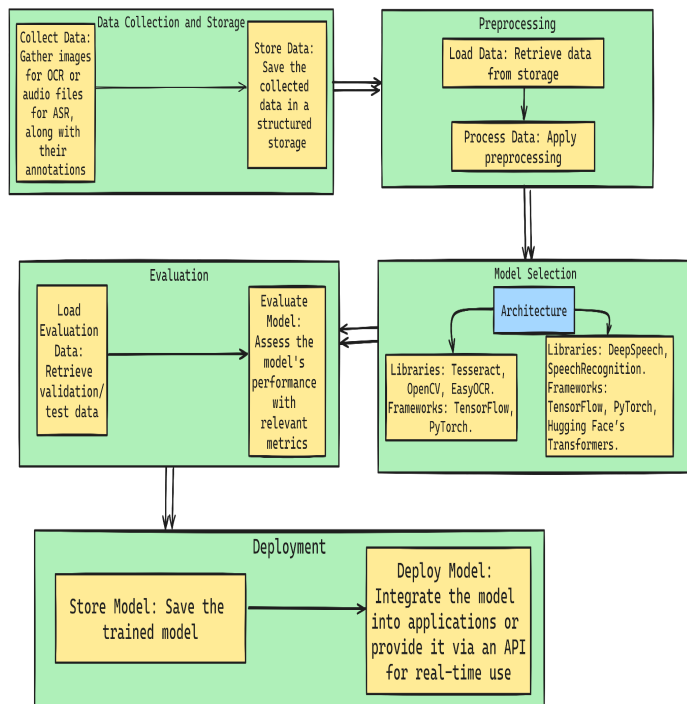 Data Collection and Storage
Collect Data:
Gather images
for OCR or
audio files
for ASR,
along with
their
annotations
Store Data:
Save the
collected
data in a
structured
storage
Preprocessing
Load Data: Retrieve data
from storage
Process Data: Apply
preprocessing
Model Selection
Architecture
Libraries: Tesseract,
OpenCV, EasyOCR.
Frameworks: TensorFlow,
PyTorch.
Libraries: DeepSpeech,
SpeechRecognition.
Frameworks:
TensorFlow, PyTorch,
Hugging Face's
Transformers.
Evaluation
Load
Evaluation
Data:
Retrieve
validation/
test data
Evaluate
Model:
Assess the
model's
performance
with
relevant
metrics
Deployment
Store Model: Save the
trained model
Deploy Model:
Integrate the model
into applications or
provide it via an API
for real-time use